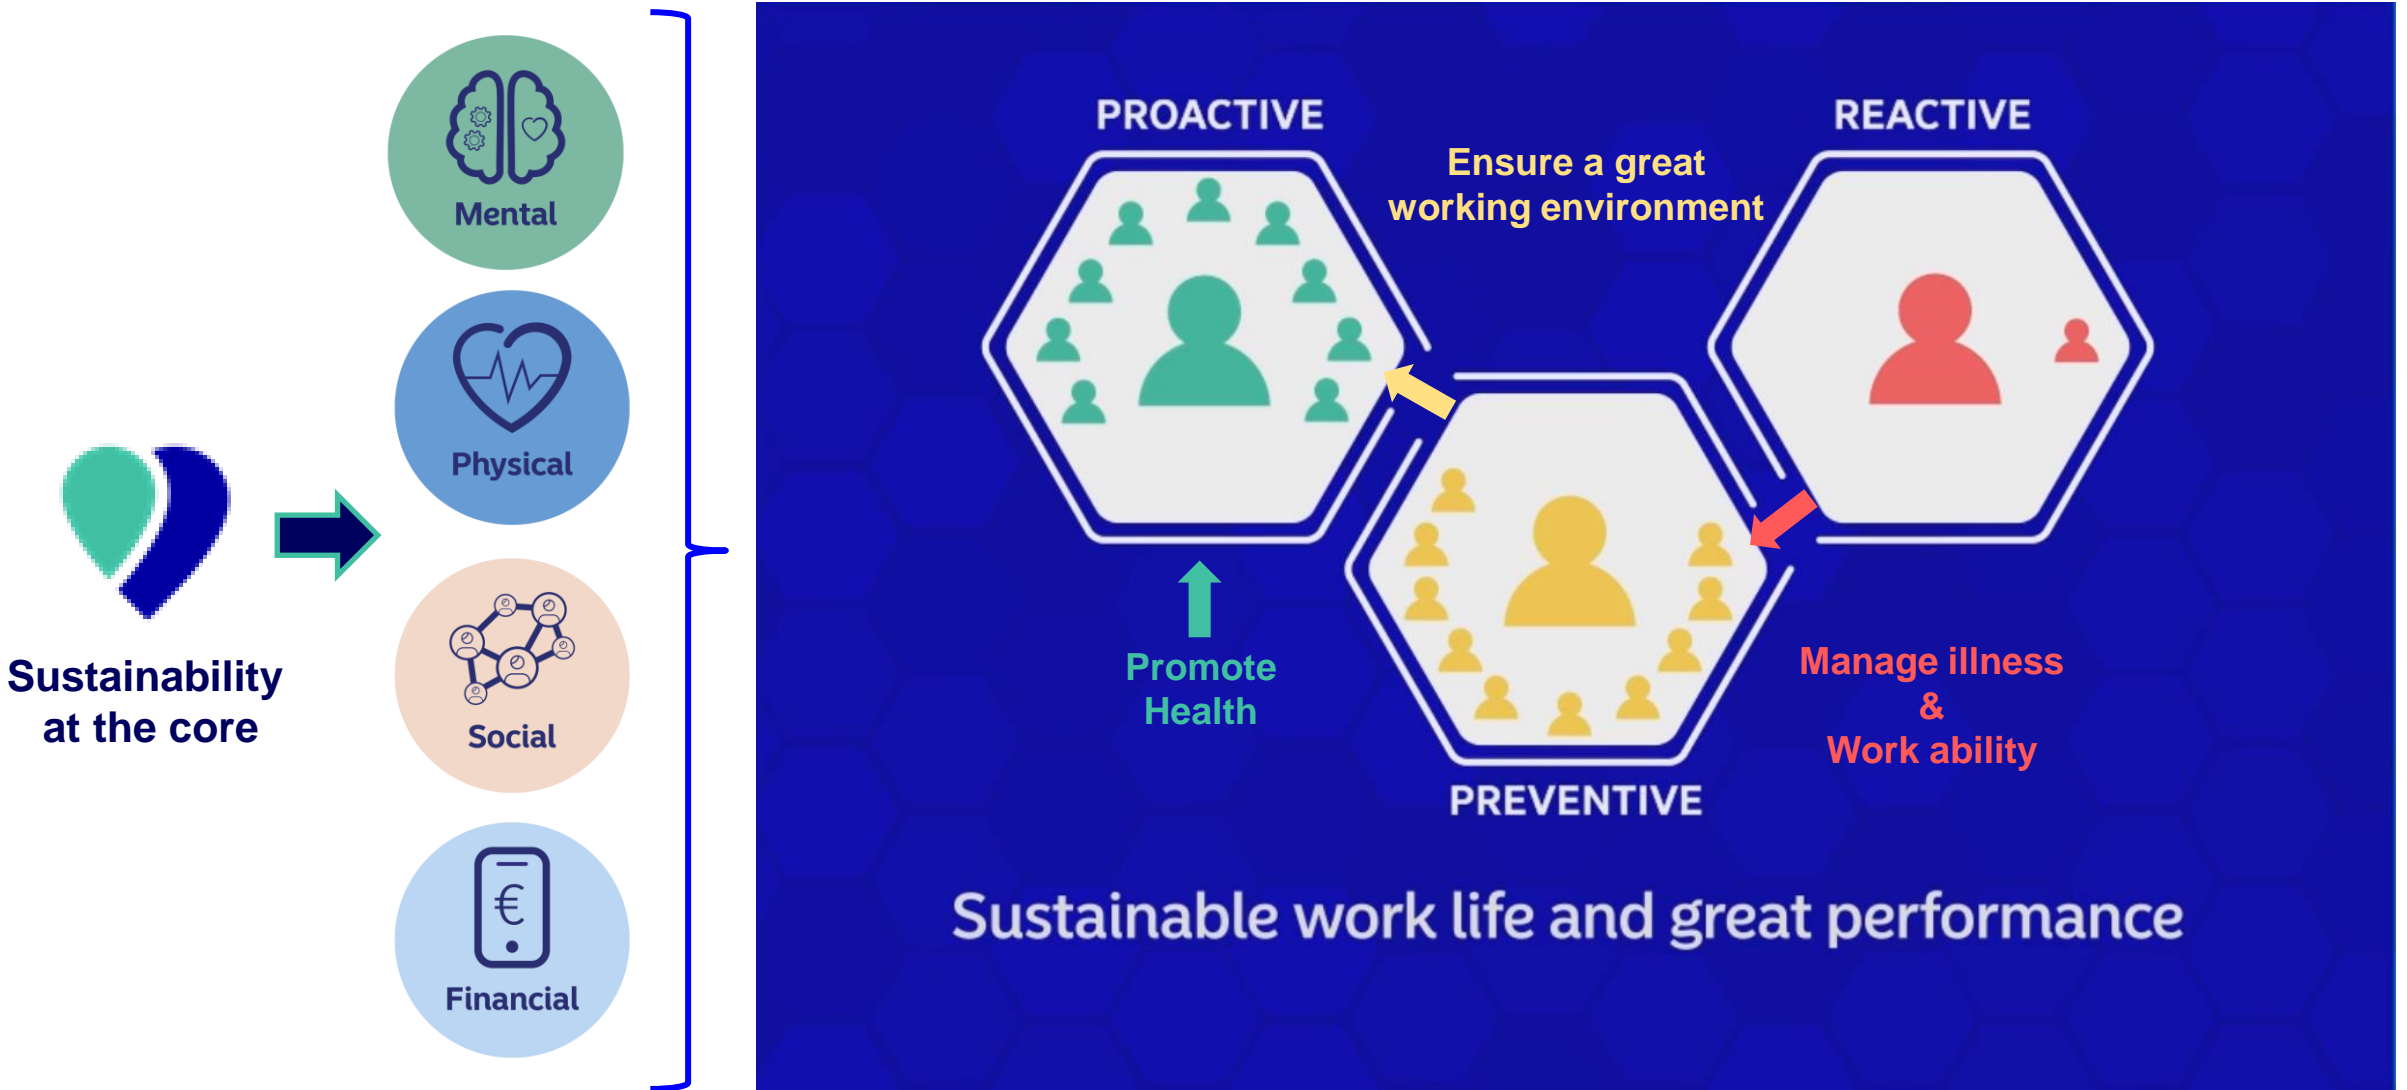 Sustainability
at the core
Mental
Physical
Social
€
Financial
PROACTIVE
REACTIVE
Ensure a great
working environment
Promote
Health
Manage illness
&
Work ability
PREVENTIVE
Sustainable work life and great performance